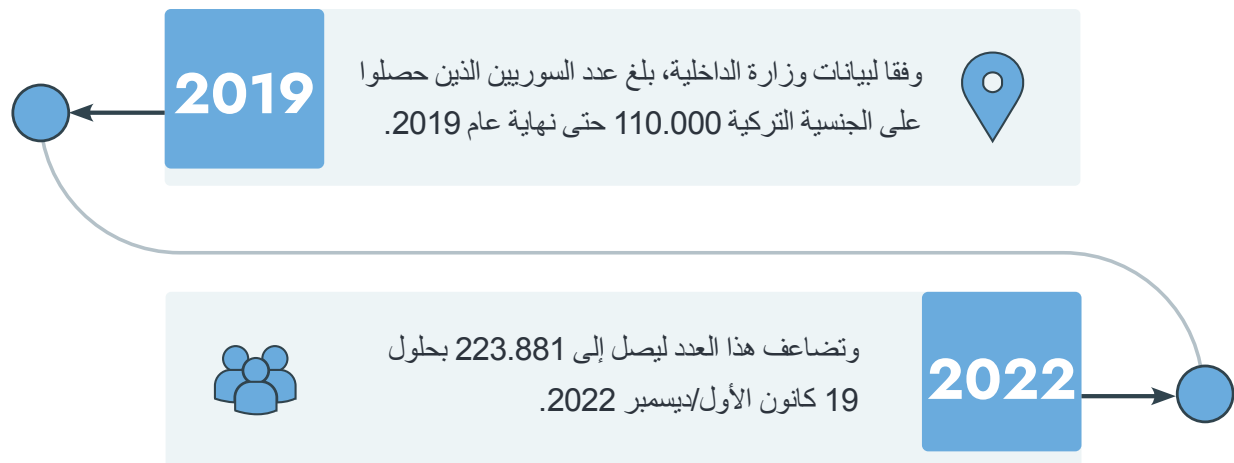 2019
وفقا لبيانات وزارة الداخلية، بلغ عدد السوريين الذين حصلوا
على الجنسية التركية 110.000 حتى نهاية عام 2019.
2022
وتضاعف هذا العدد ليصل إلى 223.881 بحلول
19 كانون الأول/ديسمبر 2022.